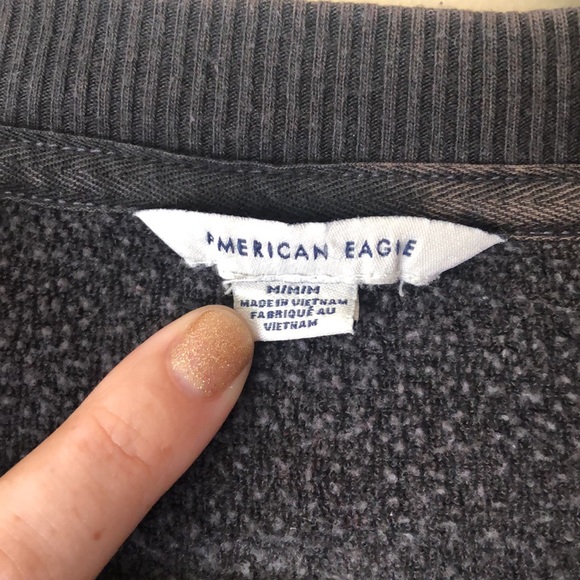 AMERICAN EAGLE
M/M/M
MADE IN VIETNAM
FABRIQUÉ AU
VIETNAM